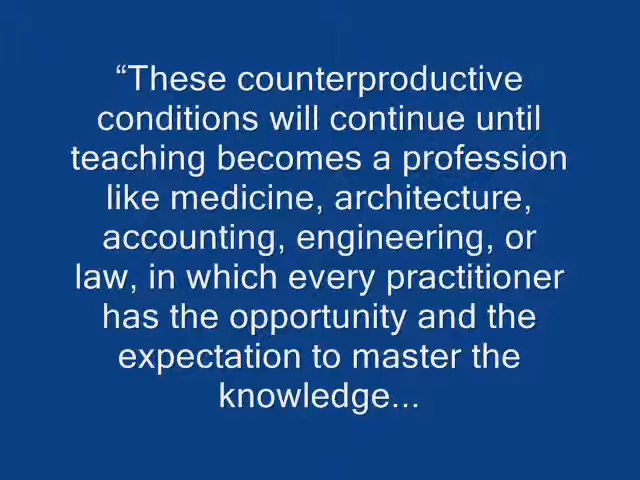 “These counterproductive
conditions will continue until
teaching becomes a profession
like medicine, architecture,
accounting, engineering, or
law, in which every practitioner
has the opportunity and the
expectation to master the
knowledge...